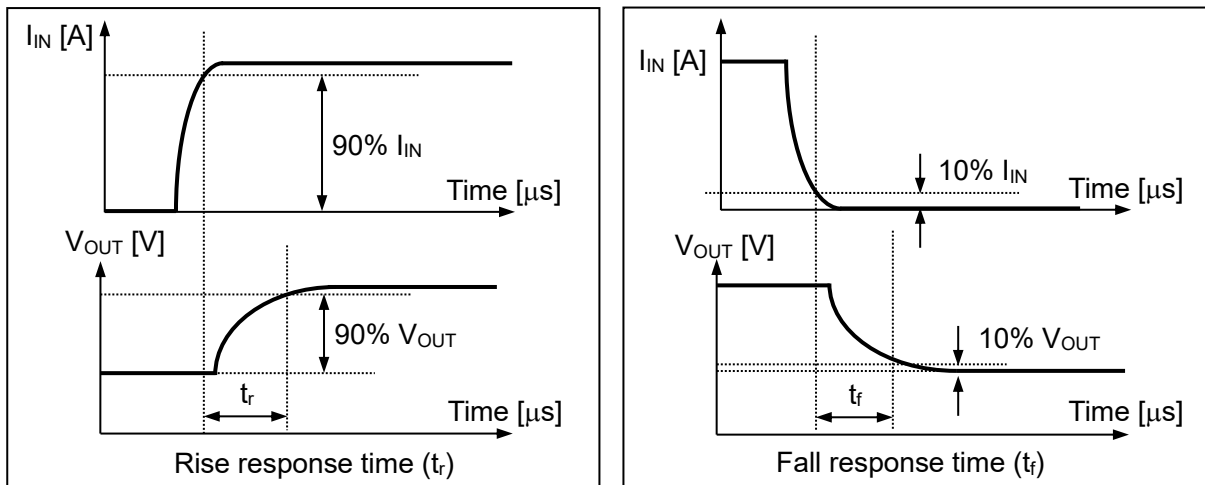 I_IN [A]
90% I_IN
Time [μs]
V_OUT [V]
90% V_OUT
t_r
Time [μs]
Rise response time (t_r)
I_IN [A]
10% I_IN
Time [μs]
V_OUT [V]
10% V_OUT
t_f
Time [μs]
Fall response time (t_f)